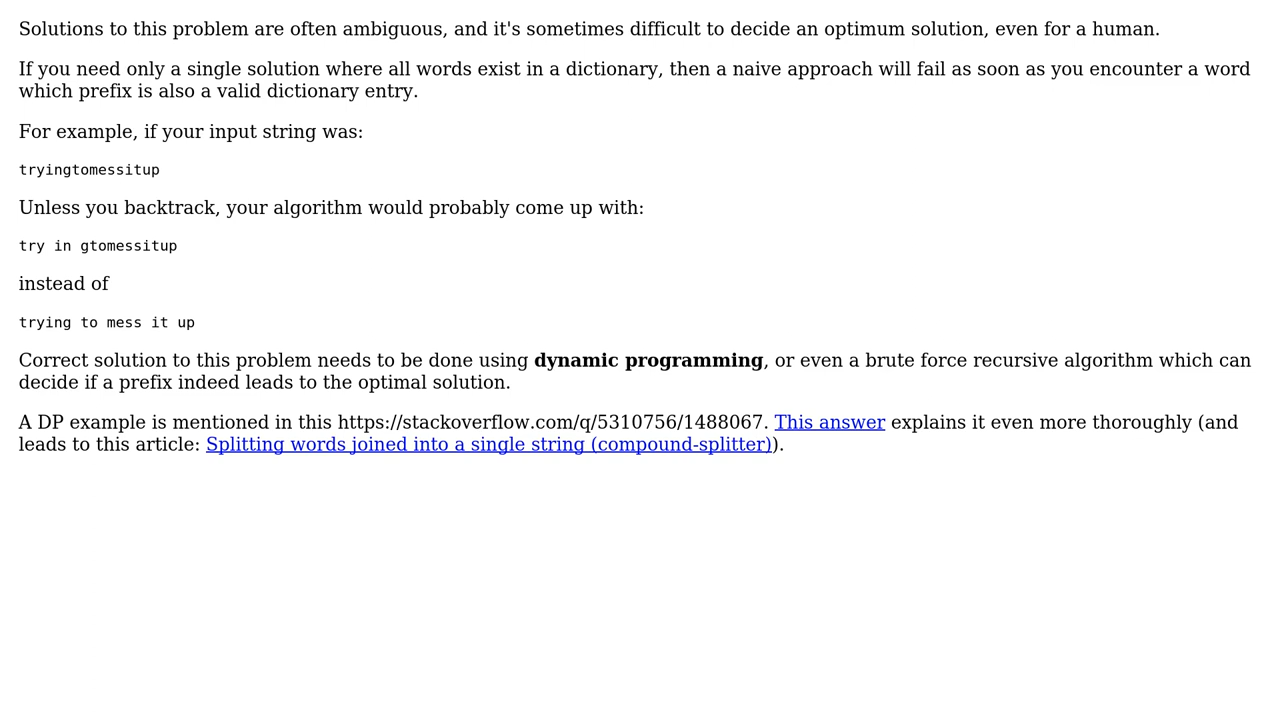 Solutions to this problem are often ambiguous, and it's sometimes difficult to decide an optimum solution, even for a human.
If you need only a single solution where all words exist in a dictionary, then a naive approach will fail as soon as you encounter a word
which prefix is also a valid dictionary entry.
For example, if your input string was:
tryingtomessitup
Unless you backtrack, your algorithm would probably come up with:
try in gtomessitup
instead of
trying to mess it up
Correct solution to this problem needs to be done using dynamic programming, or even a brute force recursive algorithm which can
decide if a prefix indeed leads to the optimal solution.
A DP example is mentioned in this https://stackoverflow.com/q/5310756/1488067. This answer explains it even more thoroughly (and
leads to this article: Splitting words joined into a single string (compound-splitter)).